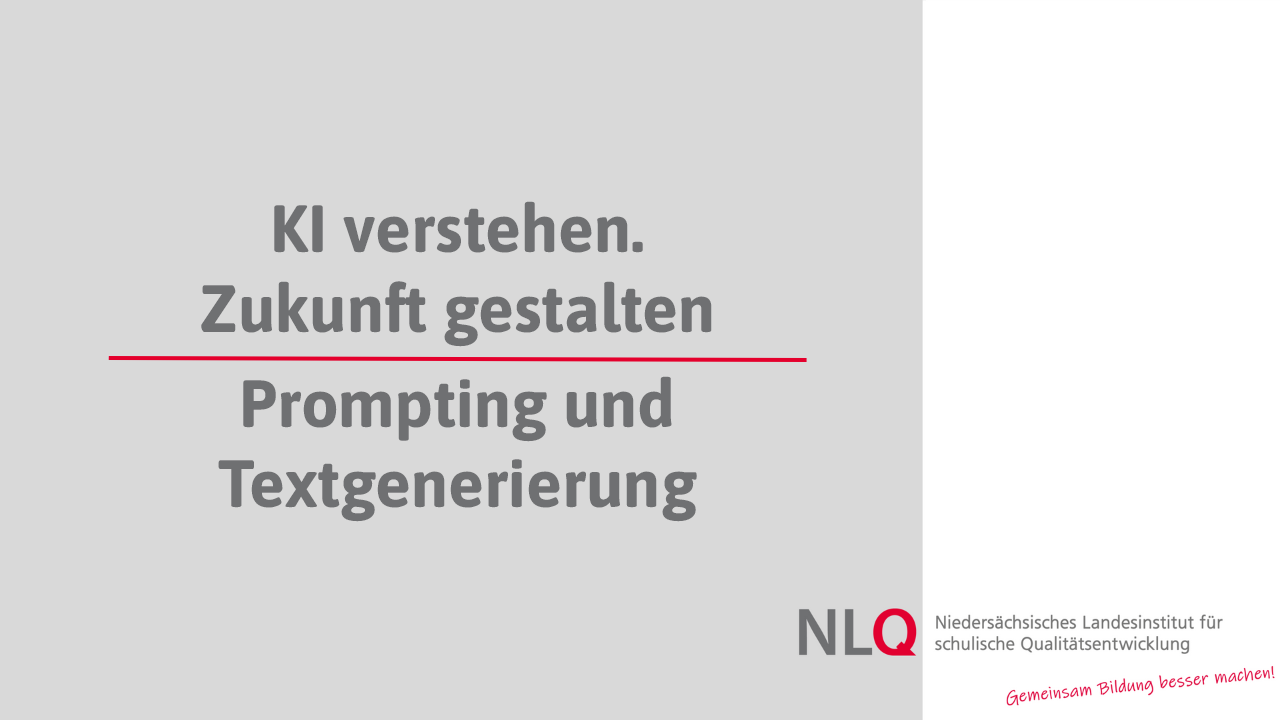 KI verstehen.
Zukunft gestalten
Prompting und
Textgenerierung
NLQ
Niedersächsisches Landesinstitut für
schulische Qualitätsentwicklung
Gemeinsam Bildung besser machen!